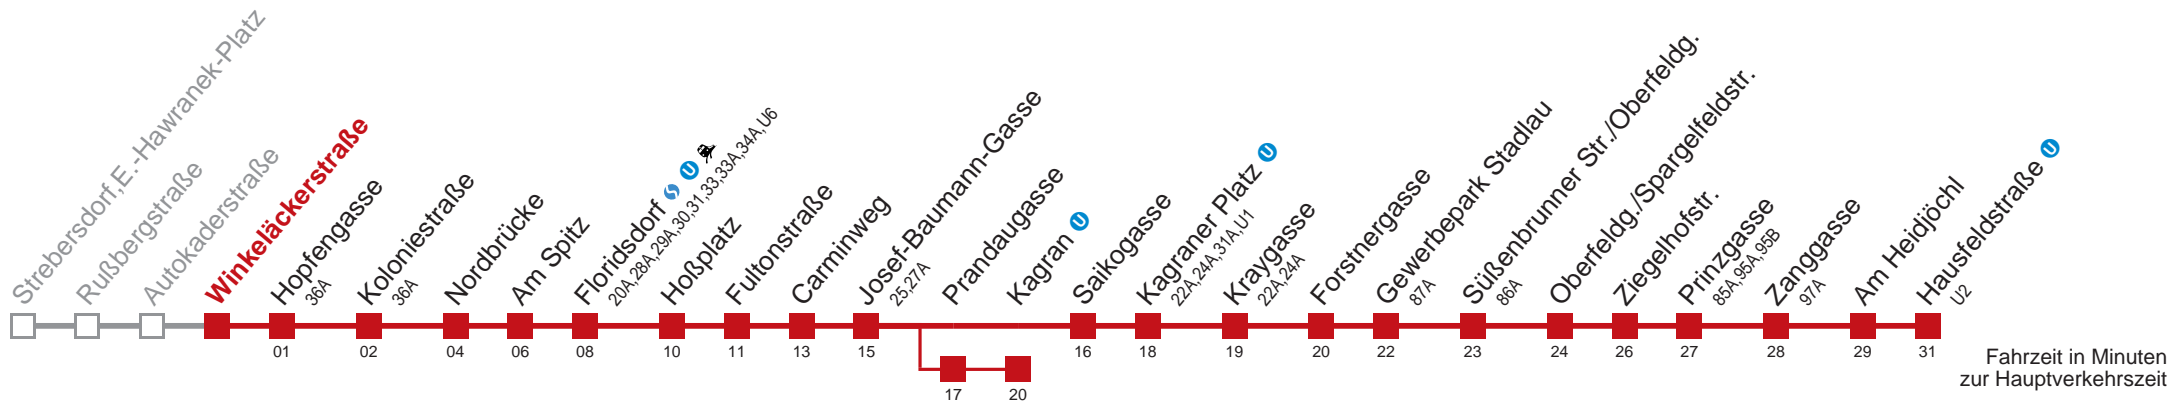 Strebersdorf,E.-Hawranek-Platz
Rußbergstraße
Autokaderstraße
Winkeläckerstraße
Hopfengasse
36A
Koloniestraße
36A
Nordbrücke
Am Spitz
Floridsdorf S U
20A,28A,29A,30,31,33,33A,34A,U6
Hoßplatz
Fultonstraße
Carminweg
Josef-Baumann-Gasse
25,27A
Prandaugasse
Kagran U
Saikogasse
Kagraner Platz U
22A,24A,31A,U1
Kraygasse
22A,24A
Forstnergasse
Gewerbepark Stadlau
87A
Süßenbrunner Str./Oberfeldg.
86A
Oberfeldg./Spargelfeldstr.
Ziegelhofstr.
Prinzgasse
85A,95A,95B
Zanggasse
97A
Am Heidjöchl
Hausfeldstraße U
U2
01 02 04 06 08 10 11 13 15 16 18 19 20 22 23 24 26 27 28 29 31
17 20
Fahrzeit in Minuten
zur Hauptverkehrszeit